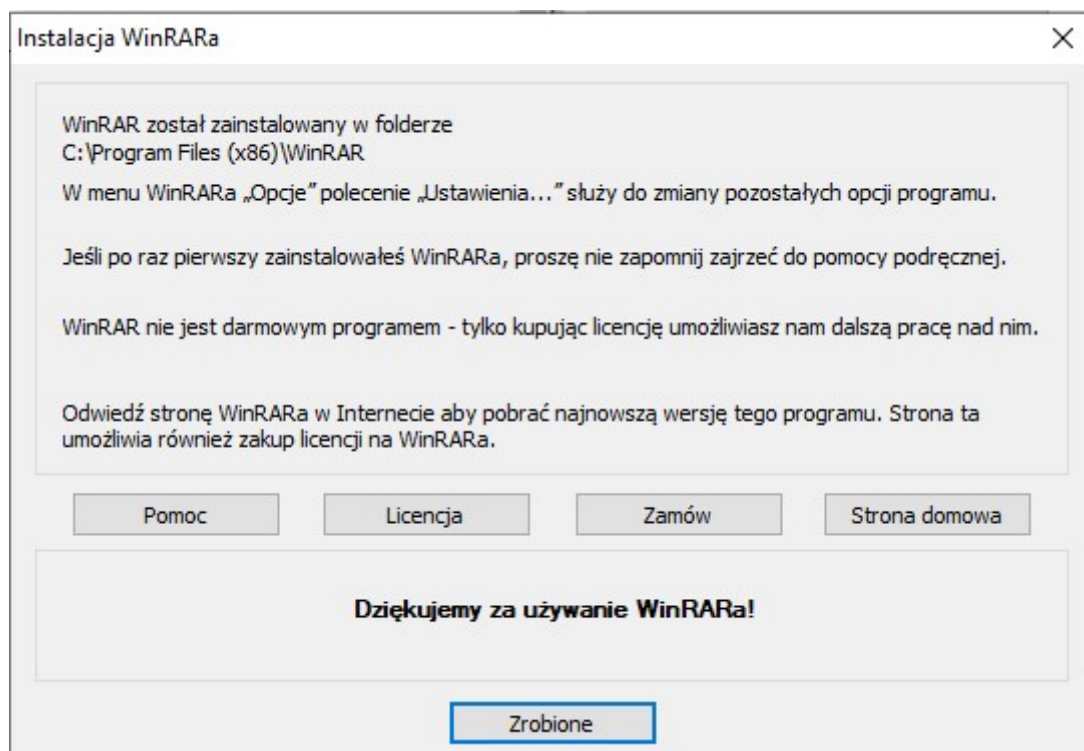 Instalacja WinRARa
WinRAR został zainstalowany w folderze
C:\Program Files (x86)\WinRAR
W menu WinRARa „Opcje” polecenie „Ustawienia...” służy do zmiany pozostałych opcji programu.
Jeśli po raz pierwszy zainstalowałeś WinRARa, proszę nie zapomnij zajrzeć do pomocy podręcznej.
WinRAR nie jest darmowym programem - tylko kupując licencję umożliwiasz nam dalszą pracę nad nim.
Odwiedź stronę WinRARa w Internecie aby pobrać najnowszą wersję tego programu. Strona ta
umożliwia również zakup licencji na WinRARa.
Pomoc Licencja Zamów Strona domowa
Dziękujemy za używanie WinRARa!
Zrobione